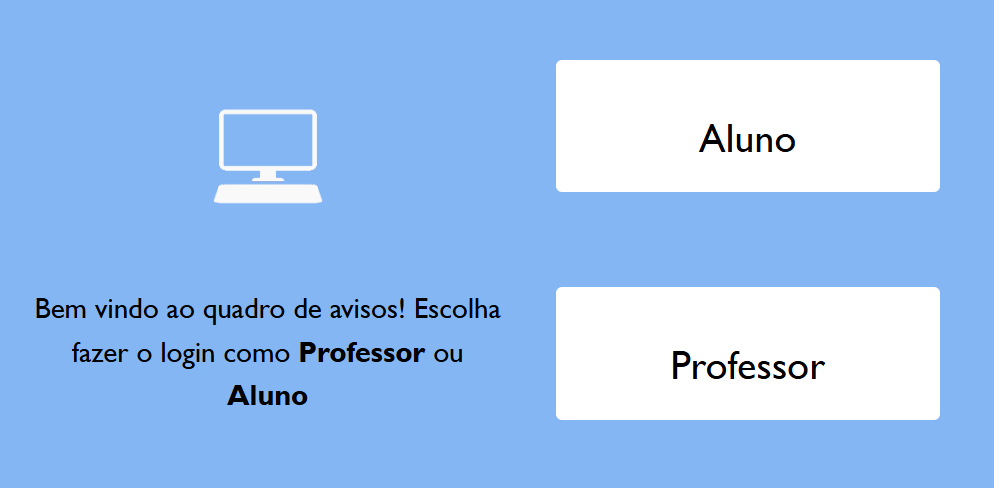 Bem vindo ao quadro de avisos! Escolha
fazer o login como Professor ou
Aluno
Aluno
Professor